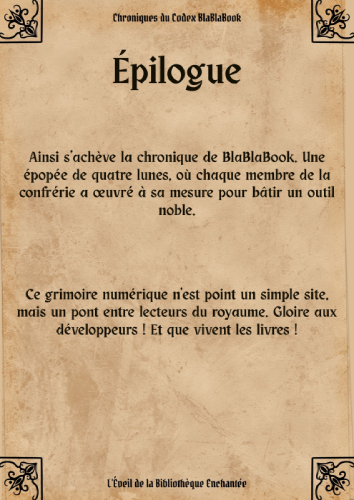 Chroniques du Codex BlaBlaBook
Épilogue
Ainsi s'achève la chronique de BlaBlaBook. Une
épopée de quatre lunes, où chaque membre de la
confrérie a œuvré à sa mesure pour bâtir un outil
noble.
Ce grimoire numérique n'est point un simple site,
mais un pont entre lecteurs du royaume. Gloire aux
développeurs ! Et que vivent les livres !
L'Éveil de la Bibliothèque Enchantée